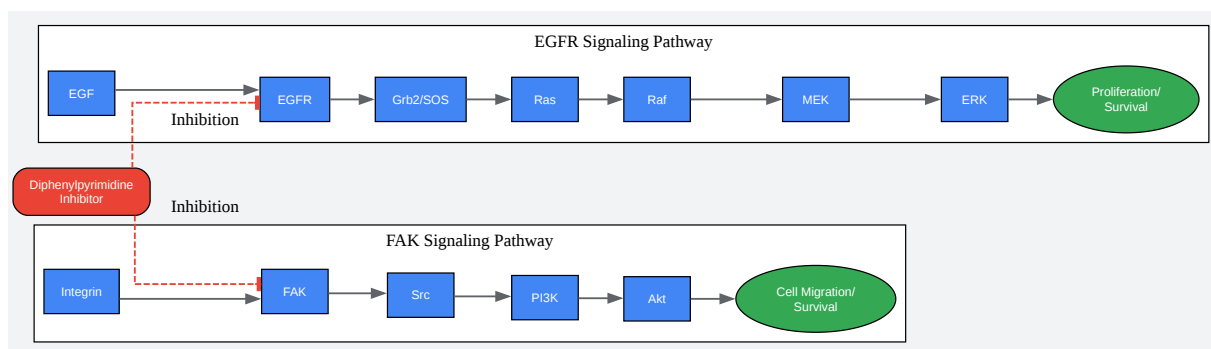 EGFR Signaling Pathway
EGF
EGFR
Grb2/SOS
Ras
Raf
MEK
ERK
Proliferation/
Survival
Inhibition
Diphenylpyrimidine
Inhibitor
Inhibition
FAK Signaling Pathway
Integrin
FAK
Src
PI3K
Akt
Cell Migration/
Survival